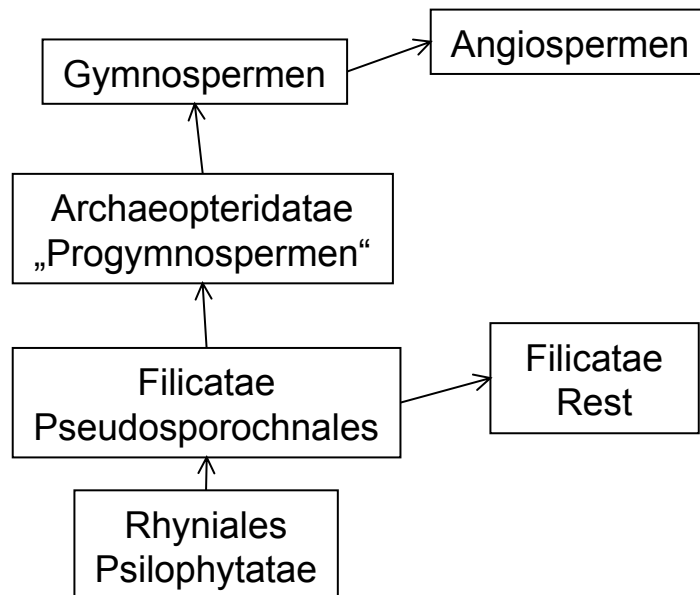 Gymnospermen
Angiospermen
Archaeopteridatae
„Progymnospermen“
Filicatae
Pseudosporochnales
Filicatae
Rest
Rhyniales
Psilophytatae